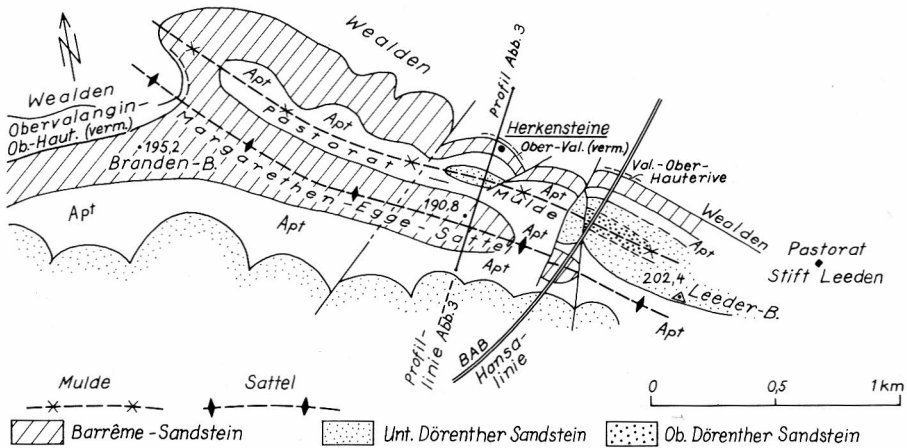 N
Wealden
Profil Abb. 3
Wealden
Obervalangin-
Ob.-Haut. (verm.)
Apt
Apt
Pastorat
Mulde
Herkensteine
Ober-Val. (verm.)
Val.-Ober-
Hauterive
195,2
Branden-B.
Margarethen-Egge-Sattel
190,8
Apt
Apt
Apt
Apt
Apt
Apt
Wealden
Apt
Pastorat
Stift Leeden
202,4
Leeder-B.
Apt
Profil-
linie Abb. 3
BAB
Hansa-
linie
Mulde
Sattel
0 0,5 1 km
Barrême-Sandstein
Unt. Dörenther Sandstein
Ob. Dörenther Sandstein